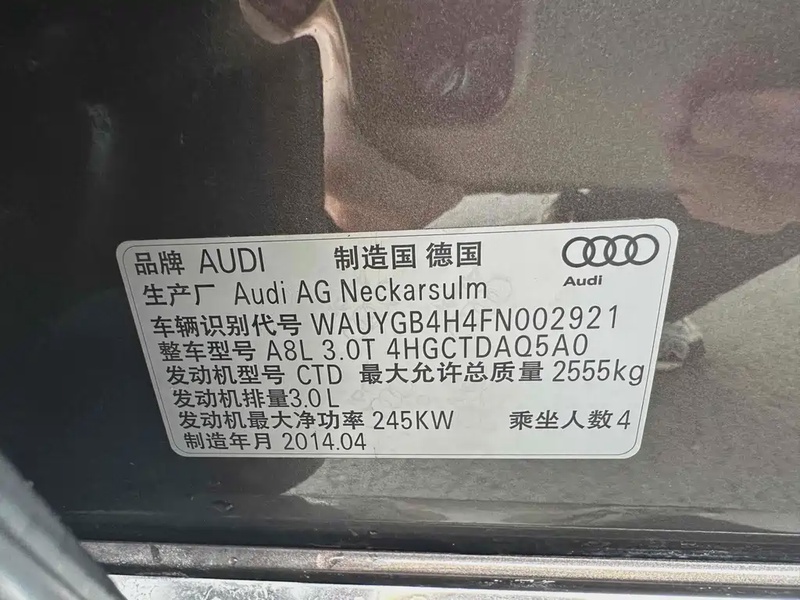 品牌 AUDI 制造国 德国
Audi
生产厂 Audi AG Neckarsulm
车辆识别代号 WAUYGB4H4FN002921
整车型号 A8L 3.0T 4HGCTDAQ5A0
发动机型号 CTD 最大允许总质量 2555kg
发动机排量3.0L
发动机最大净功率 245KW 乘坐人数4
制造年月 2014.04